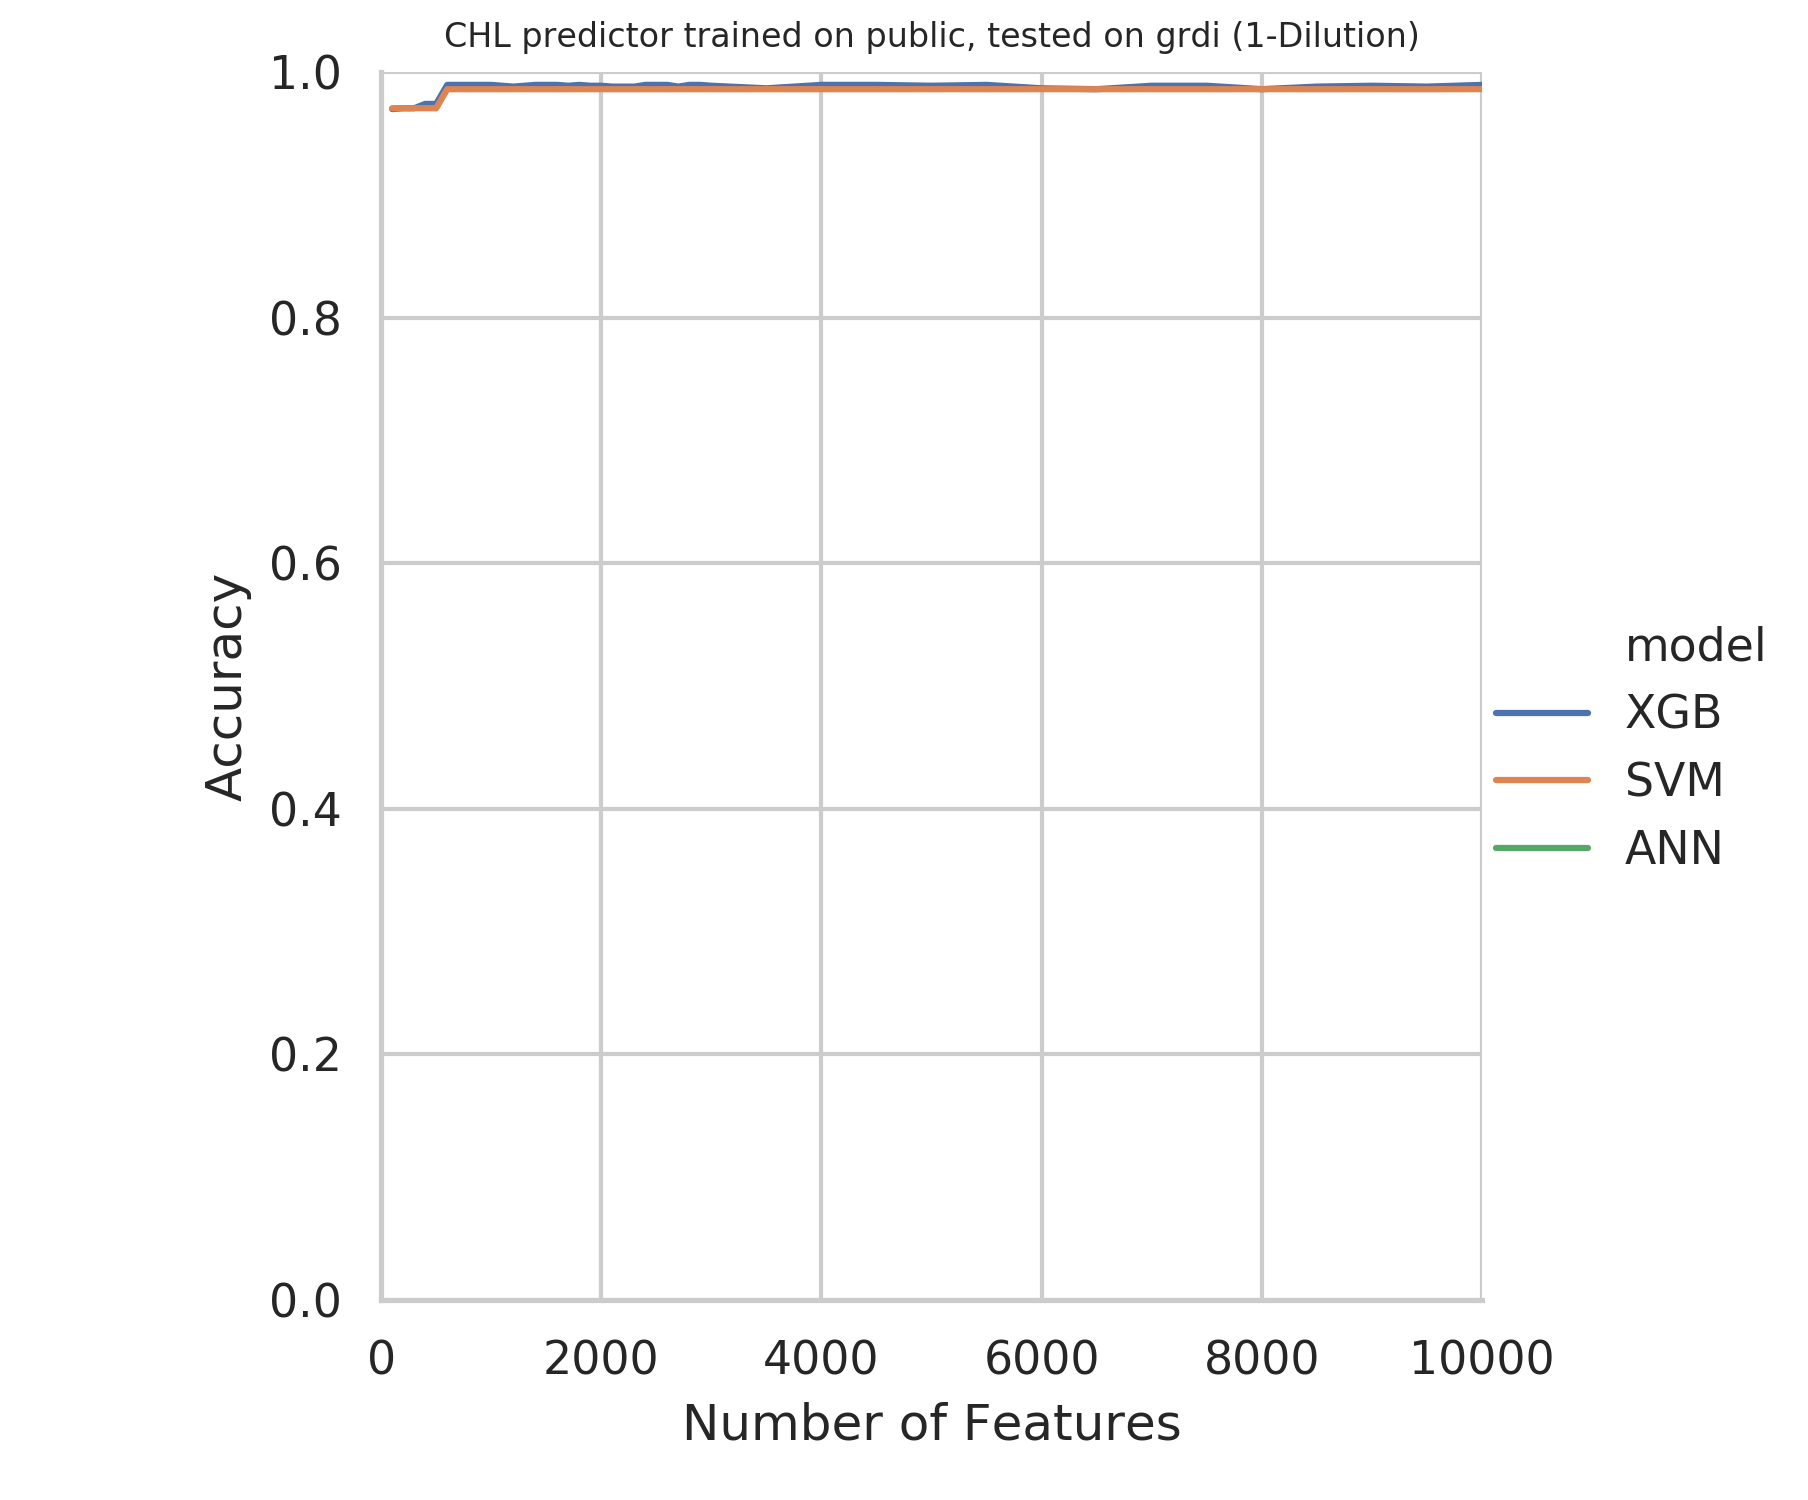 CHL predictor trained on public, tested on grdi (1-Dilution)
1.0
0.8
0.6
0.4
0.2
0.0
Accuracy
0 2000 4000 6000 8000 10000
Number of Features
model
XGB
SVM
ANN